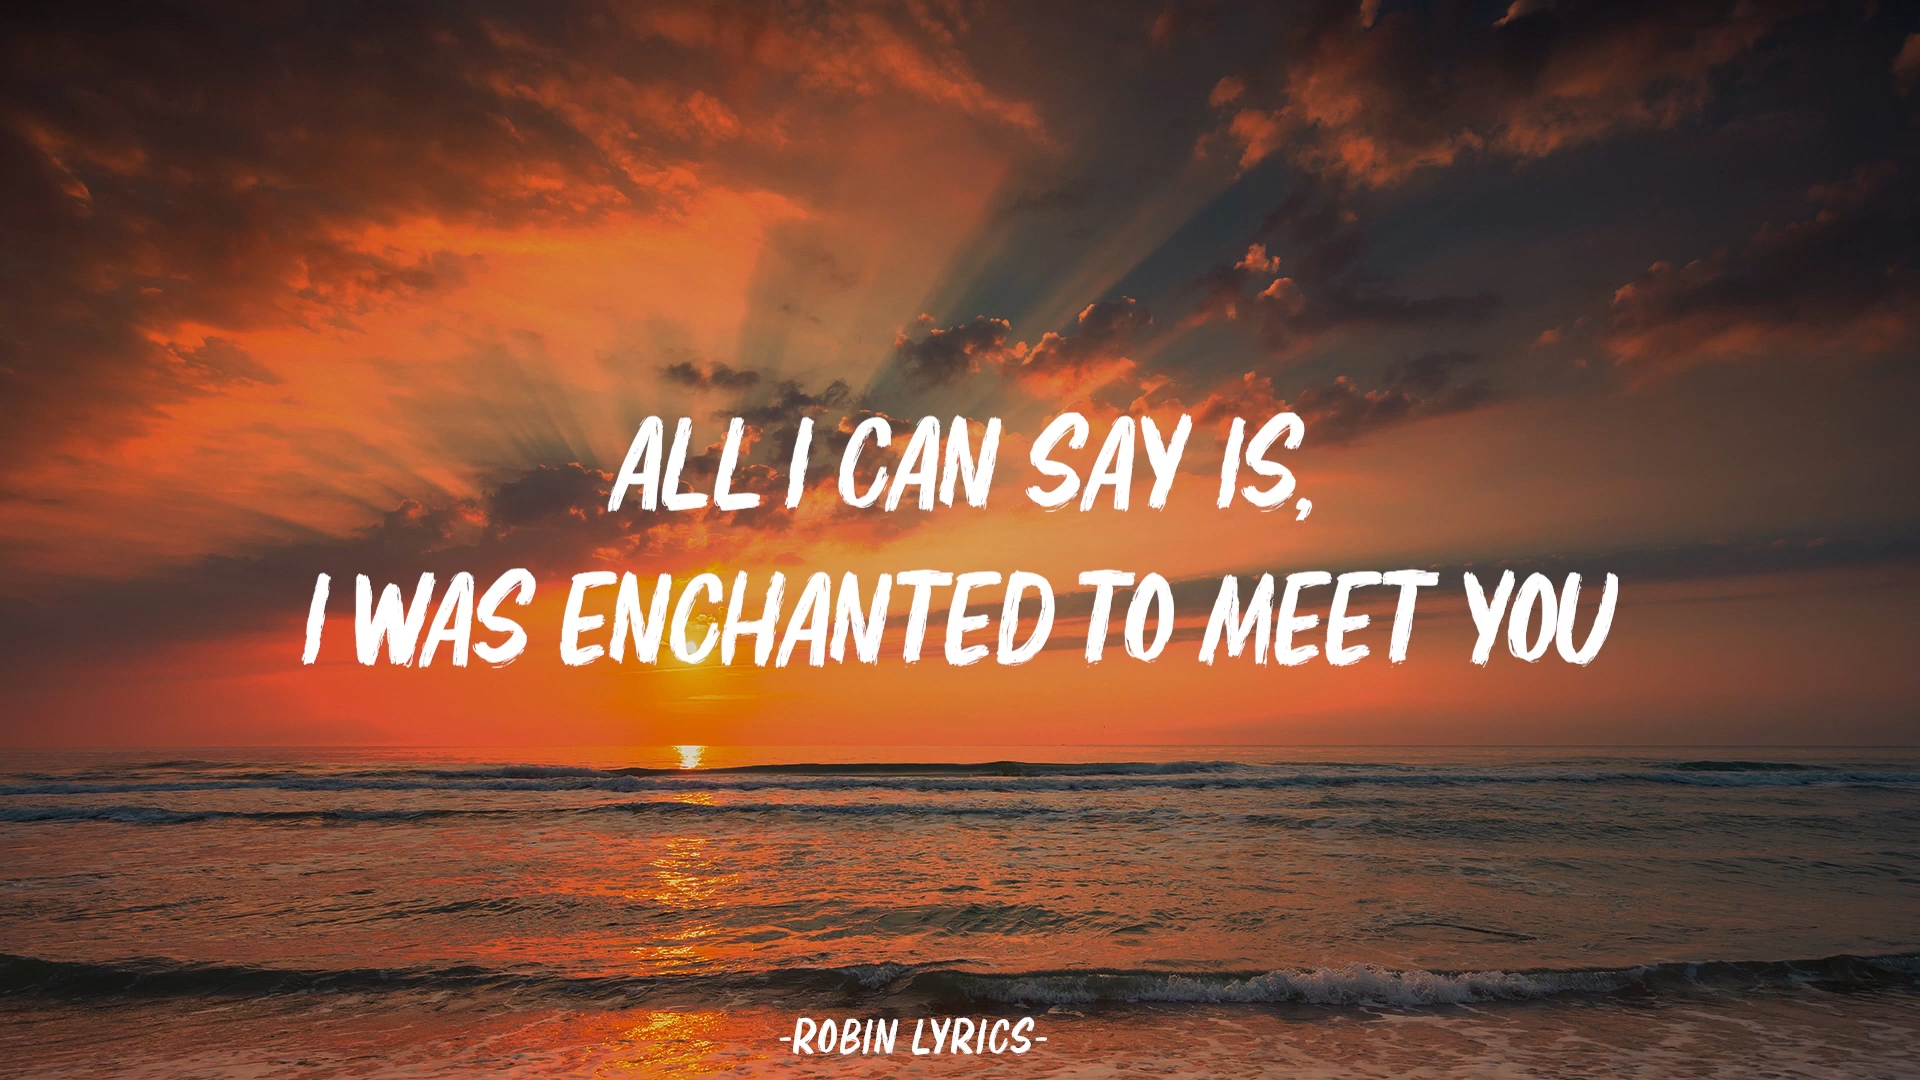 ALL I CAN SAY IS,
I WAS ENCHANTED TO MEET YOU
-ROBIN LYRICS-